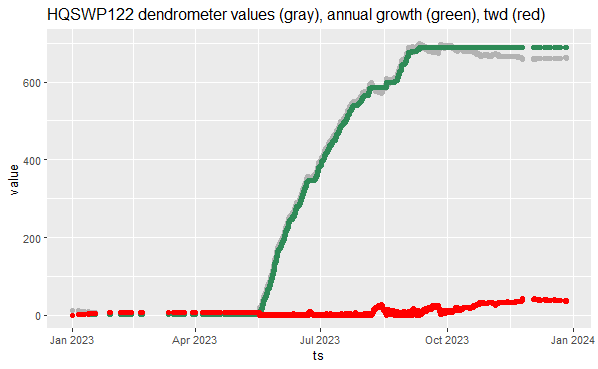 HQSWP122 dendrometer values (gray), annual growth (green), twd (red)
value
600
400
200
0
Jan 2023
Apr 2023
Jul 2023
Oct 2023
Jan 2024
ts